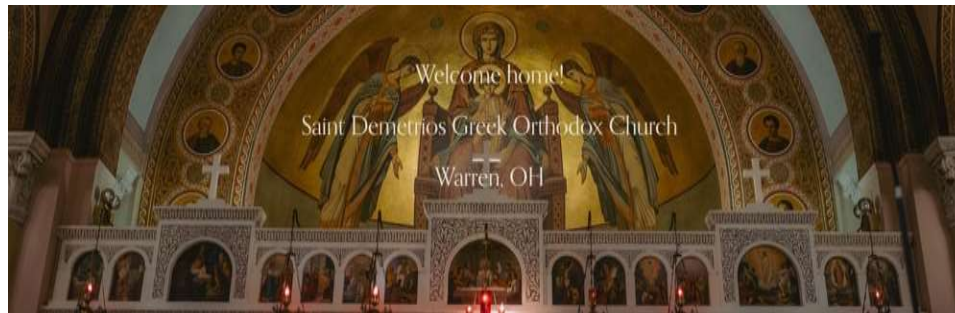 Welcome home!
Saint Demetrios Greek Orthodox Church
Warren, OH